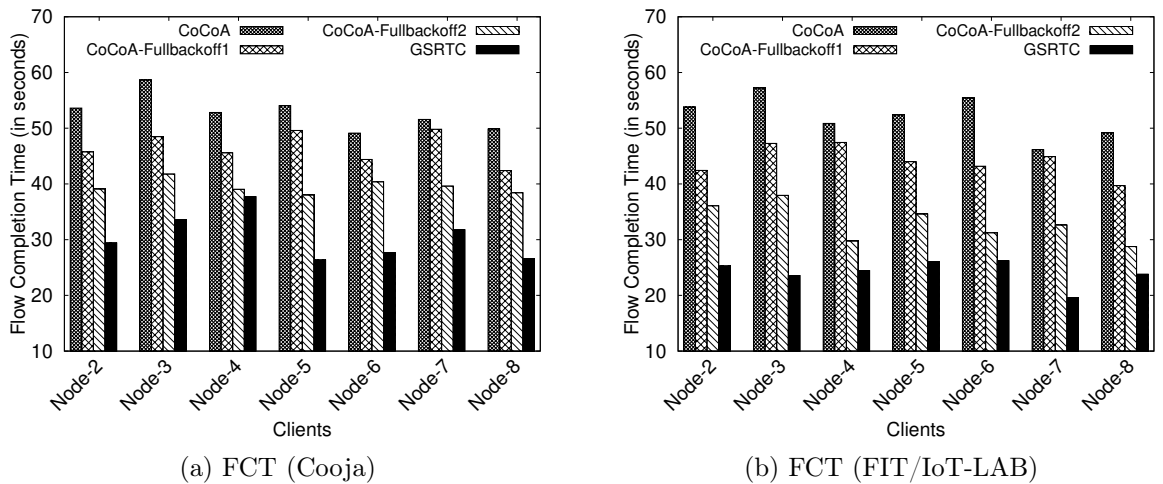 70
60
50
40
30
20
10
Flow Completion Time (in seconds)
CoCoA
CoCoA-Fullbackoff1
CoCoA-Fullbackoff2
GSRTC
Node-2
Node-3
Node-4
Node-5
Node-6
Node-7
Node-8
Clients
(a) FCT (Cooja)
70
60
50
40
30
20
10
Flow Completion Time (in seconds)
CoCoA
CoCoA-Fullbackoff1
CoCoA-Fullbackoff2
GSRTC
Node-2
Node-3
Node-4
Node-5
Node-6
Node-7
Node-8
Clients
(b) FCT (FIT/IoT-LAB)